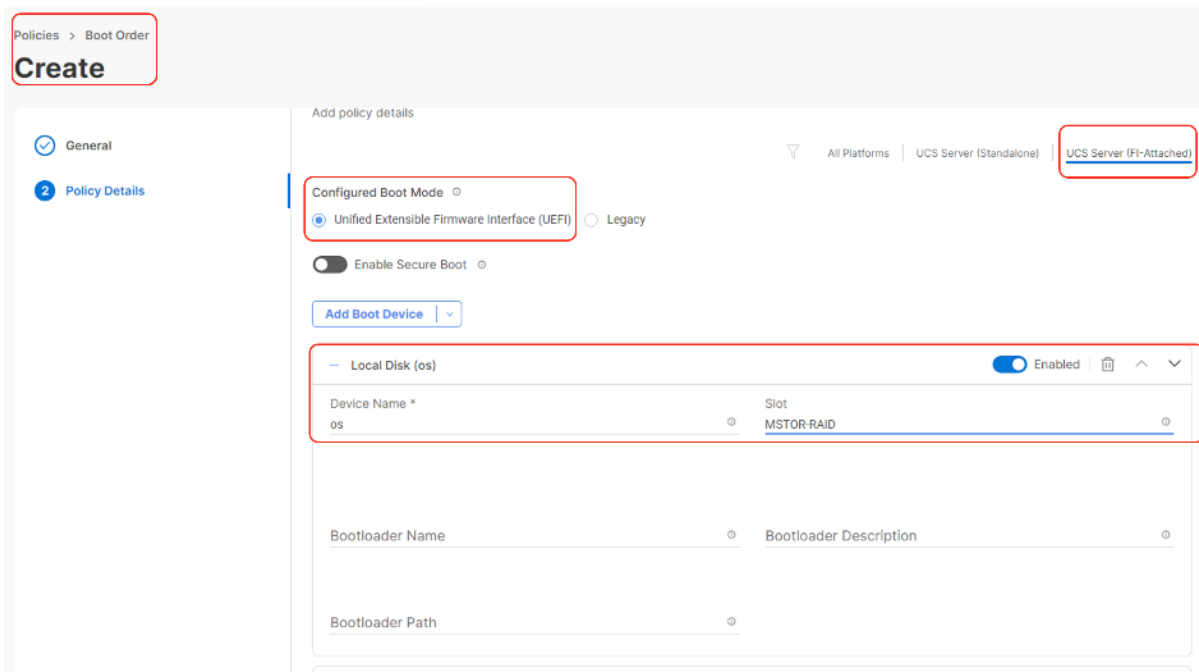 Policies > Boot Order
Create
Add policy details
General
All Platforms UCS Server (Standalone) UCS Server (FI-Attached)
2 Policy Details
Configured Boot Mode
Unified Extensible Firmware Interface (UEFI) Legacy
Enable Secure Boot
Add Boot Device
Local Disk (os) Enabled
Device Name * Slot
os MSTOR-RAID
Bootloader Name Bootloader Description
Bootloader Path